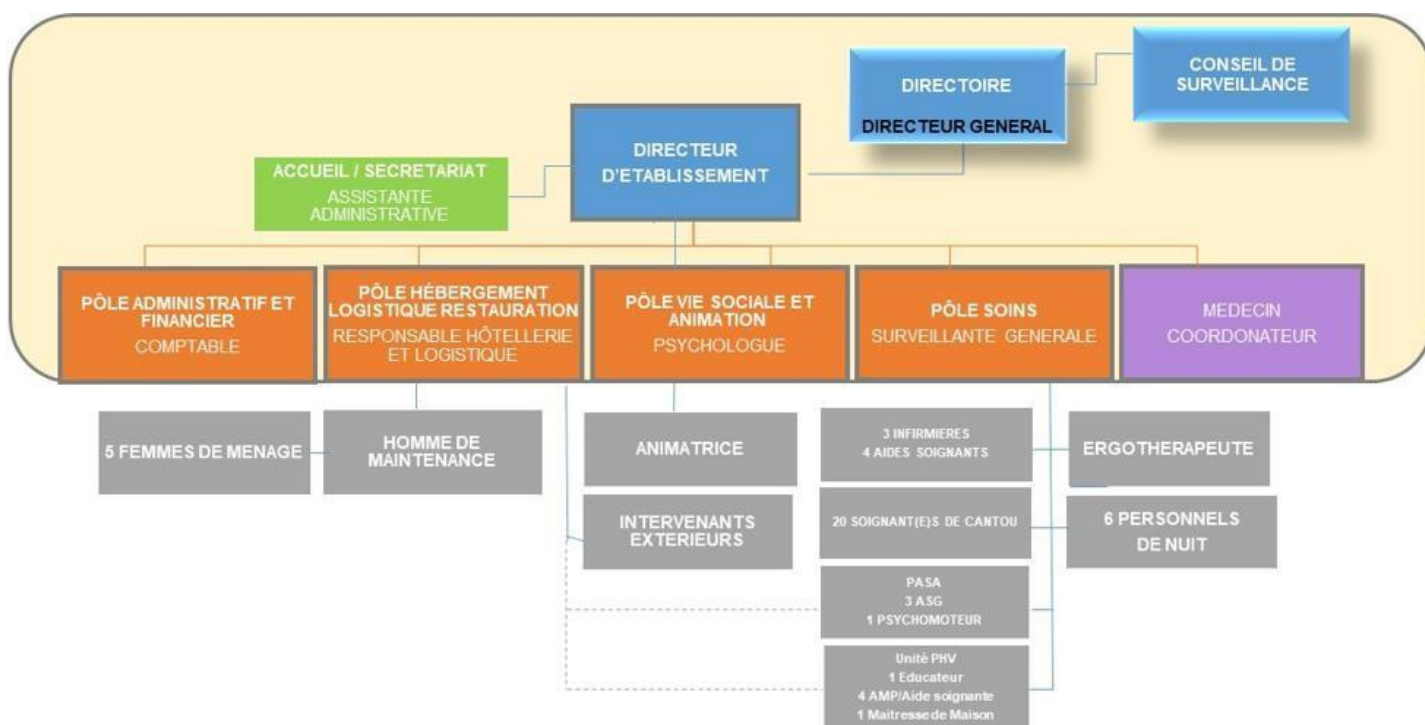 CONSEIL DE
SURVEILLANCE
DIRECTOIRE
DIRECTEUR GENERAL
DIRECTEUR
D'ETABLISSEMENT
ACCUEIL / SECRETARIAT
ASSISTANTE
ADMINISTRATIVE
PÔLE ADMINISTRATIF ET
FINANCIER
COMPTABLE
PÔLE HÉBERGEMENT
LOGISTIQUE RESTAURATION
RESPONSABLE HÔTELLERIE
ET LOGISTIQUE
PÔLE VIE SOCIALE ET
ANIMATION
PSYCHOLOGUE
PÔLE SOINS
SURVEILLANTE GENERALE
MEDECIN
COORDONATEUR
5 FEMMES DE MENAGE
HOMME DE
MAINTENANCE
ANIMATRICE
INTERVENANTS
EXTERIEURS
3 INFIRMIERES
4 AIDES SOIGNANTS
ERGOTHERAPEUTE
20 SOIGNANT(E)S DE CANTOU
6 PERSONNELS
DE NUIT
PASA
3 ASG
1 PSYCHOMOTEUR
Unité PHV
1 Educateur
4 AMP/Aide soignante
1 Maitresse de Maison